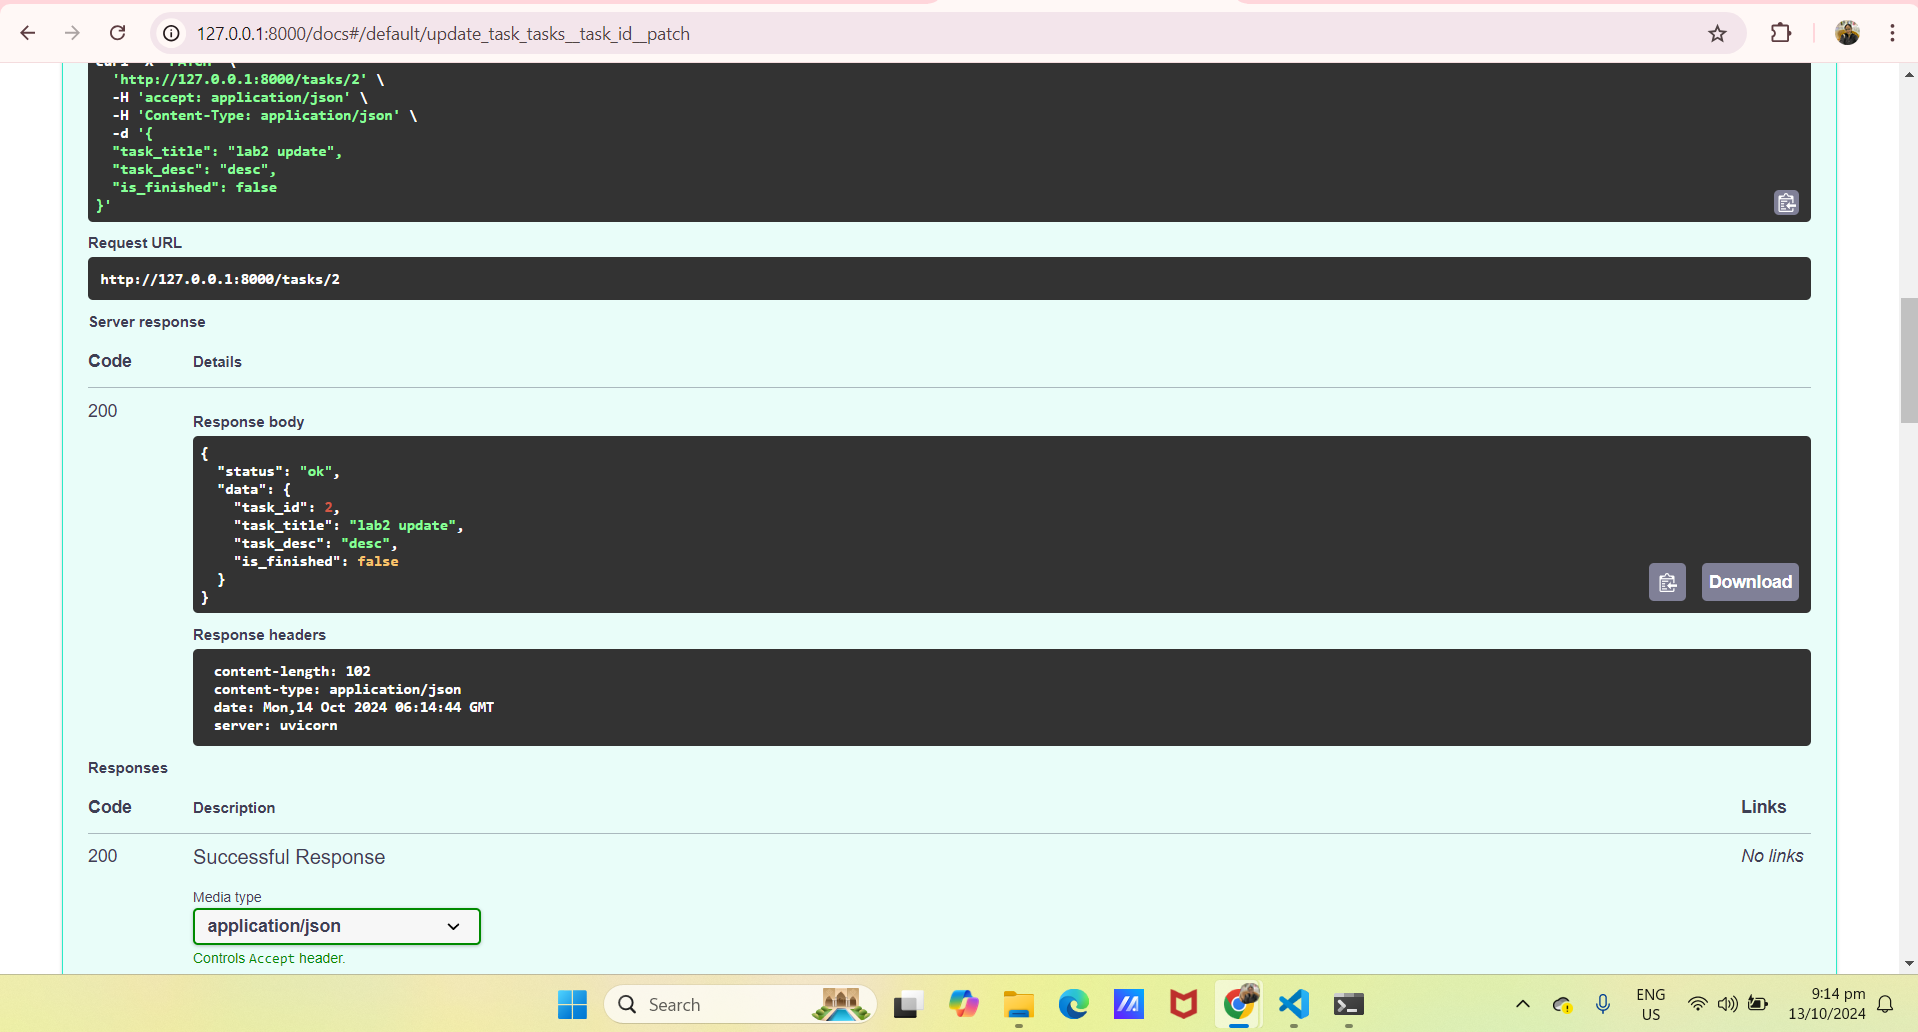 127.0.0.1:8000/docs#/default/update_task_tasks__task_id__patch
curl -X 'PATCH' \
'http://127.0.0.1:8000/tasks/2' \
-H 'accept: application/json' \
-H 'Content-Type: application/json' \
-d '{
"task_title": "lab2 update",
"task_desc": "desc",
"is_finished": false
}'
Request URL
http://127.0.0.1:8000/tasks/2
Server response
Code Details
200
Response body
{
"status": "ok",
"data": {
"task_id": 2,
"task_title": "lab2 update",
"task_desc": "desc",
"is_finished": false
}
}
Download
Response headers
content-length: 102
content-type: application/json
date: Mon,14 Oct 2024 06:14:44 GMT
server: uvicorn
Responses
Code Description Links
200 Successful Response No links
Media type
application/json
Controls Accept header.
Search
ENG
US
9:14 pm
13/10/2024